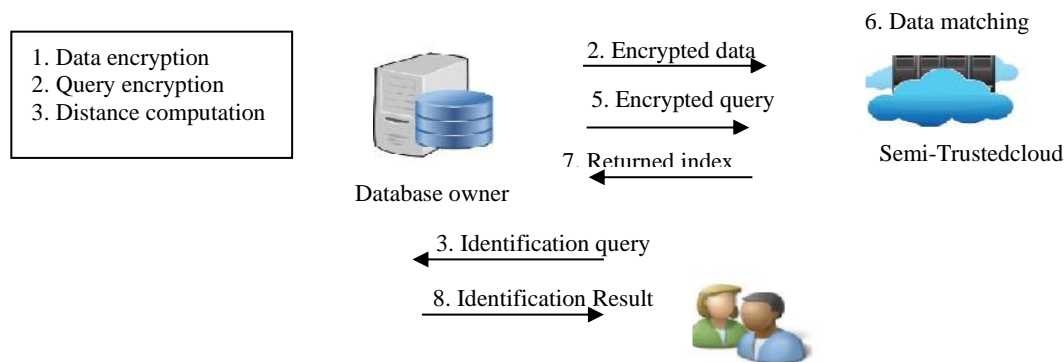 6. Data matching
1. Data encryption
2. Query encryption
3. Distance computation
2. Encrypted data
5. Encrypted query
7. Returned index
Semi-Trustedcloud
Database owner
3. Identification query
8. Identification Result